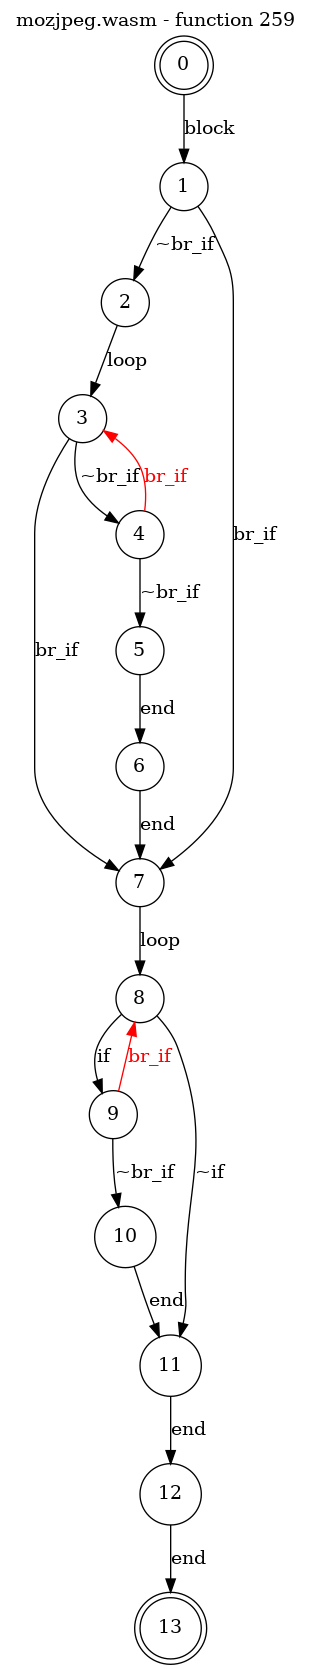 mozjpeg.wasm - function 259
0
block
1
~br_if
2
loop
3
~br_if
br_if
4
br_if
~br_if
br_if
5
end
6
end
7
loop
8
if
br_if
9
~br_if
~if
10
end
11
end
12
end
13